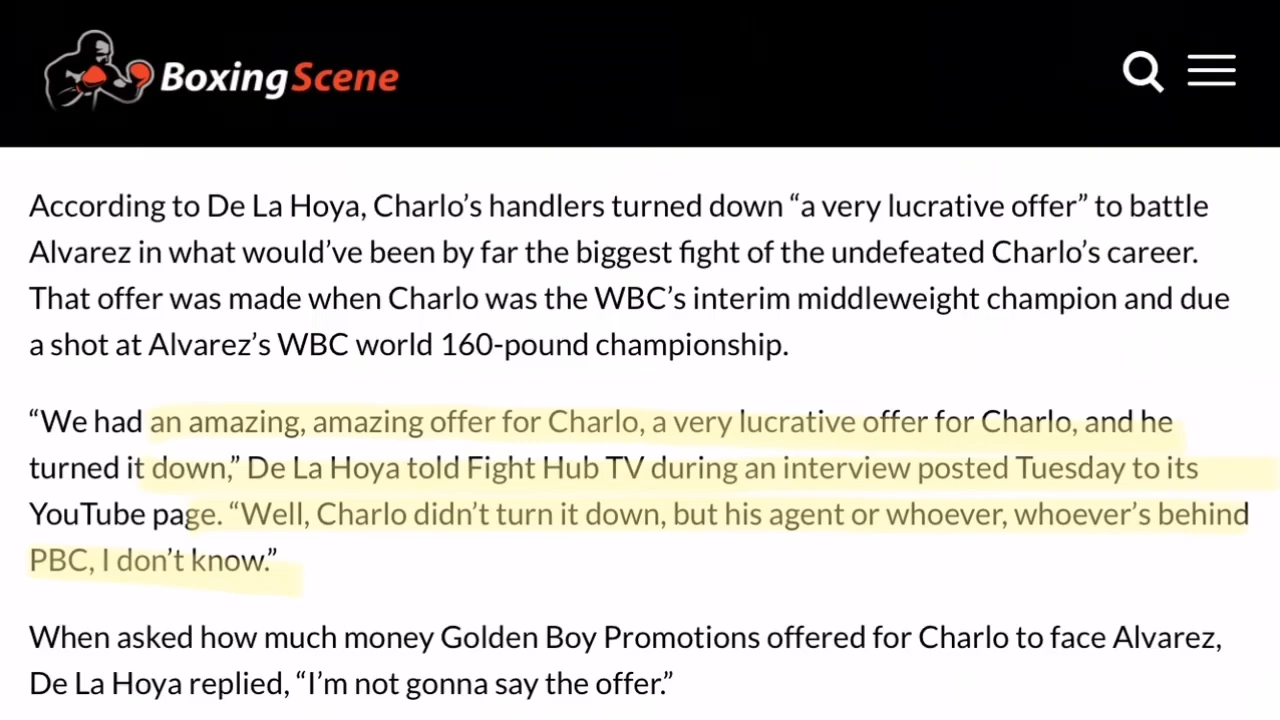 BoxingScene
According to De La Hoya, Charlo’s handlers turned down “a very lucrative offer” to battle
Alvarez in what would’ve been by far the biggest fight of the undefeated Charlo’s career.
That offer was made when Charlo was the WBC’s interim middleweight champion and due
a shot at Alvarez’s WBC world 160-pound championship.
“We had an amazing, amazing offer for Charlo, a very lucrative offer for Charlo, and he
turned it down,” De La Hoya told Fight Hub TV during an interview posted Tuesday to its
YouTube page. “Well, Charlo didn’t turn it down, but his agent or whoever, whoever’s behind
PBC, I don’t know.”
When asked how much money Golden Boy Promotions offered for Charlo to face Alvarez,
De La Hoya replied, “I’m not gonna say the offer.”